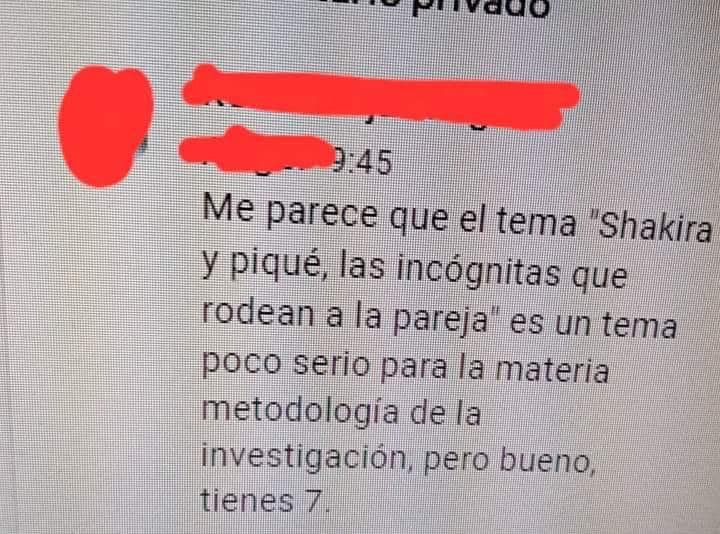 privado
9:45
Me parece que el tema "Shakira
y piqué, las incógnitas que
rodean a la pareja" es un tema
poco serio para la materia
metodología de la
investigación, pero bueno,
tienes 7.